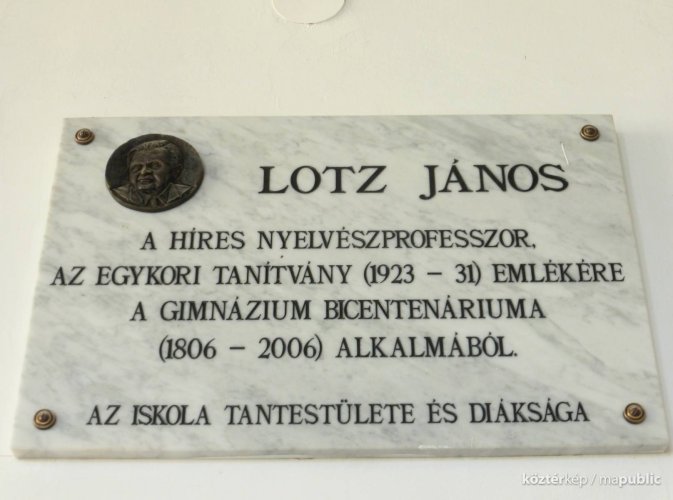 LOTZ JÁNOS
A HÍRES NYELVÉSZPROFESSZOR,
AZ EGYKORI TANÍTVÁNY (1923 – 31) EMLÉKÉRE
A GIMNÁZIUM BICENTENÁRIUMA
(1806 – 2006) ALKALMÁBÓL.
AZ ISKOLA TANTESTÜLETE ÉS DIÁKSÁGA
köztérkép / mapublic